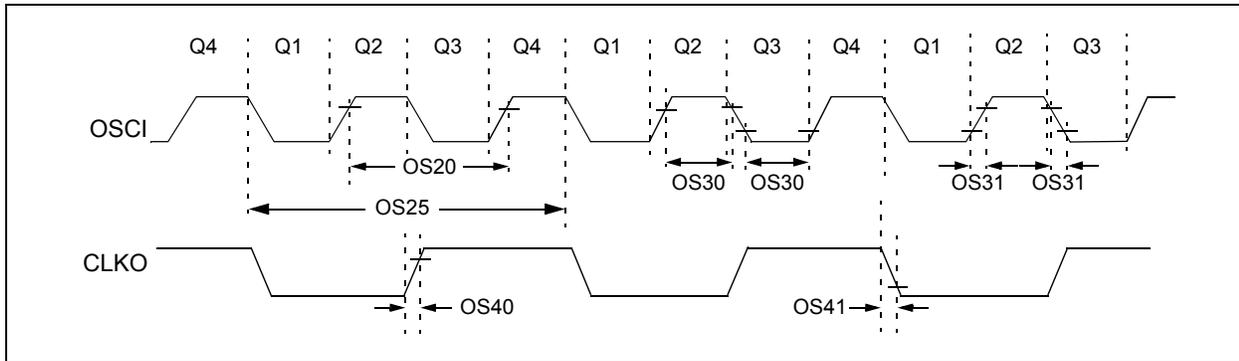 Q4 Q1 Q2 Q3 Q4 Q1 Q2 Q3 Q4 Q1 Q2 Q3
OSCI
OS20
OS30 OS30
OS31 OS31
OS25
CLKO
OS40
OS41